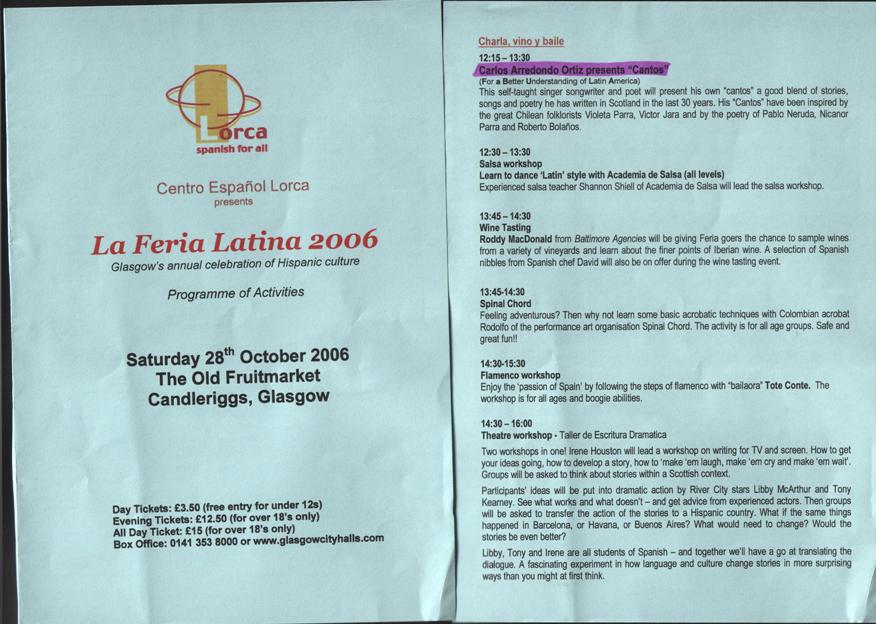 Lorca
spanish for all
Centro Español Lorca
presents
La Feria Latina 2006
Glasgow's annual celebration of Hispanic culture
Programme of Activities
Saturday 28th October 2006
The Old Fruitmarket
Candleriggs, Glasgow
Day Tickets: £3.50 (free entry for under 12s)
Evening Tickets: £12.50 (for over 18's only)
All Day Ticket: £15 (for over 18's only)
Box Office: 0141 353 8000 or www.glasgowcityhalls.com
Charla, vino y baile
12:15 – 13:30
Carlos Arredondo Ortiz presents "Cantos"
(For a Better Understanding of Latin America)
This self-taught singer songwriter and poet will present his own "cantos" a good blend of stories,
songs and poetry he has written in Scotland in the last 30 years. His "Cantos" have been inspired by
the great Chilean folklorists Violeta Parra, Victor Jara and by the poetry of Pablo Neruda, Nicanor
Parra and Roberto Bolaños.
12:30 – 13:30
Salsa workshop
Learn to dance 'Latin' style with Academia de Salsa (all levels)
Experienced salsa teacher Shannon Shiell of Academia de Salsa will lead the salsa workshop.
13:45 – 14:30
Wine Tasting
Roddy MacDonald from Baltimore Agencies will be giving Feria goers the chance to sample wines
from a variety of vineyards and learn about the finer points of Iberian wine. A selection of Spanish
nibbles from Spanish chef David will also be on offer during the wine tasting event.
13:45-14:30
Spinal Chord
Feeling adventurous? Then why not learn some basic acrobatic techniques with Colombian acrobat
Rodolfo of the performance art organisation Spinal Chord. The activity is for all age groups. Safe and
great fun!!
14:30-15:30
Flamenco workshop
Enjoy the 'passion of Spain' by following the steps of flamenco with "bailaora" Tote Conte. The
workshop is for all ages and boogie abilities.
14:30 – 16:00
Theatre workshop - Taller de Escritura Dramatica
Two workshops in one! Irene Houston will lead a workshop on writing for TV and screen. How to get
your ideas going, how to develop a story, how to 'make 'em laugh, make 'em cry and make 'em wait'.
Groups will be asked to think about stories within a Scottish context.
Participants' ideas will be put into dramatic action by River City stars Libby McArthur and Tony
Kearney. See what works and what doesn't – and get advice from experienced actors. Then groups
will be asked to transfer the action of the stories to a Hispanic country. What if the same things
happened in Barcelona, or Havana, or Buenos Aires? What would need to change? Would the
stories be even better?
Libby, Tony and Irene are all students of Spanish – and together we'll have a go at translating the
dialogue. A fascinating experiment in how language and culture change stories in more surprising
ways than you might at first think.